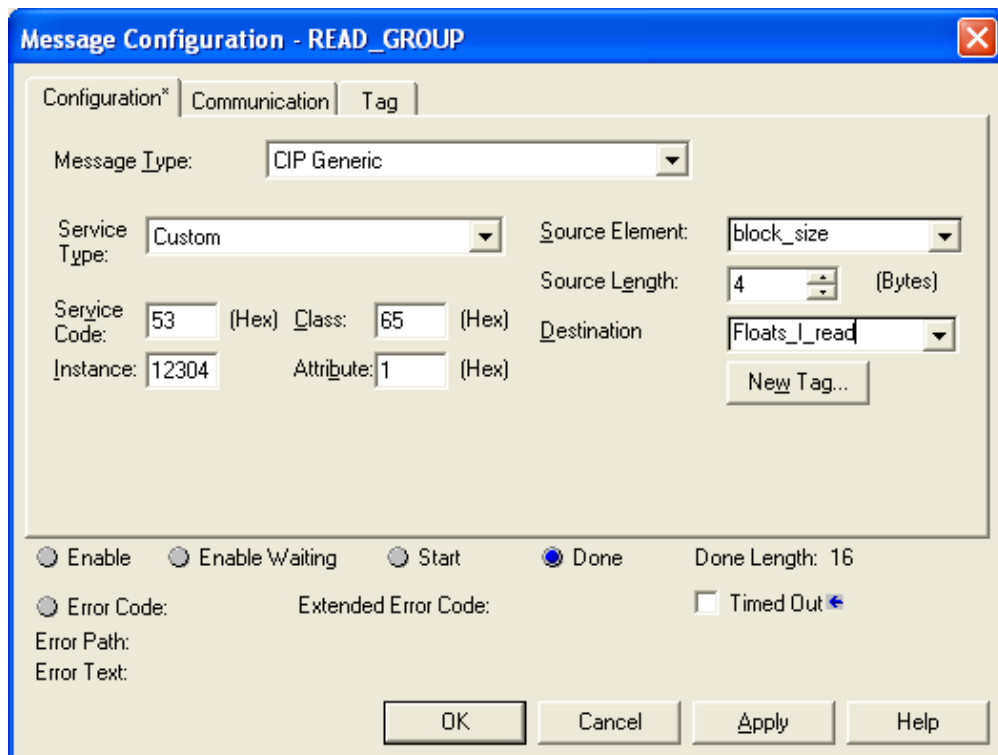 Message Configuration - READ_GROUP
Configuration* Communication Tag
Message Type: CIP Generic
Service Type: Custom
Source Element: block_size
Source Length: 4 (Bytes)
Service Code: 53 (Hex) Class: 65 (Hex)
Destination Floats_I_read
Instance: 12304 Attribute: 1 (Hex)
New Tag...
Enable Enable Waiting Start Done Done Length: 16
Error Code: Extended Error Code: Timed Out
Error Path:
Error Text:
OK Cancel Apply Help